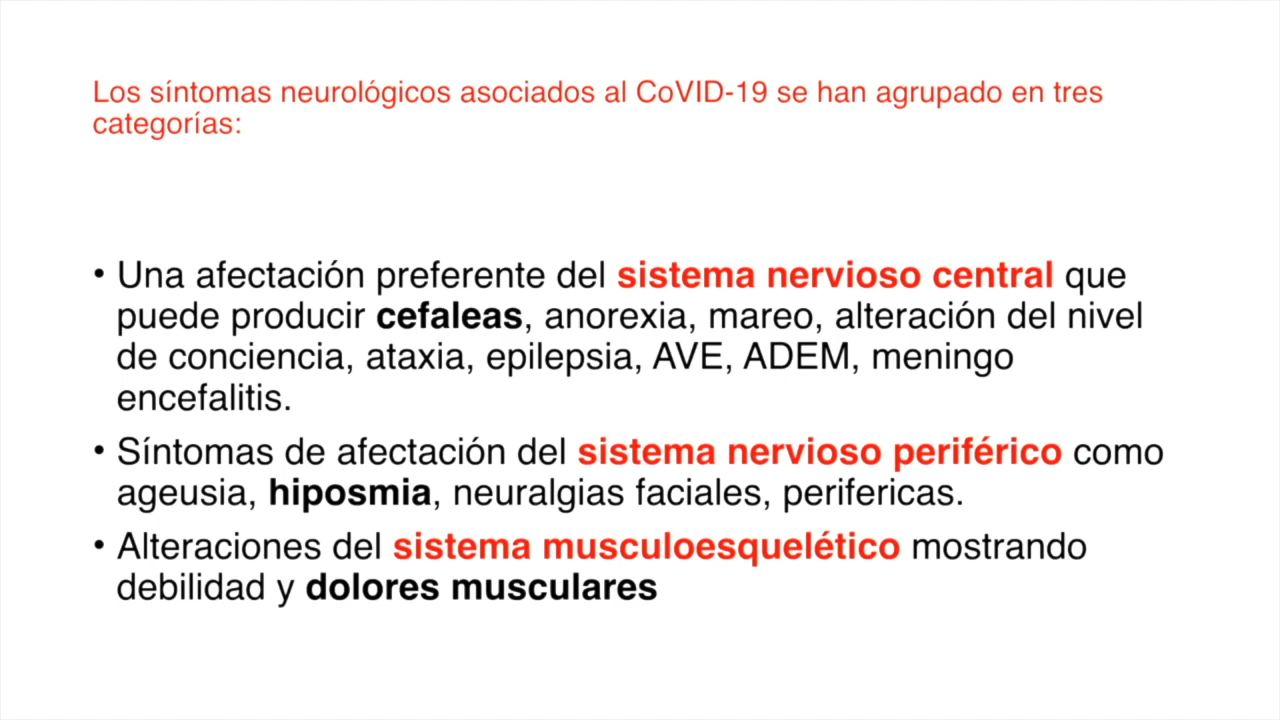 Los síntomas neurológicos asociados al CoVID-19 se han agrupado en tres
categorías:
• Una afectación preferente del sistema nervioso central que
puede producir cefaleas, anorexia, mareo, alteración del nivel
de conciencia, ataxia, epilepsia, AVE, ADEM, meningo
encefalitis.
• Síntomas de afectación del sistema nervioso periférico como
ageusia, hiposmia, neuralgias faciales, perifericas.
• Alteraciones del sistema musculoesquelético mostrando
debilidad y dolores musculares